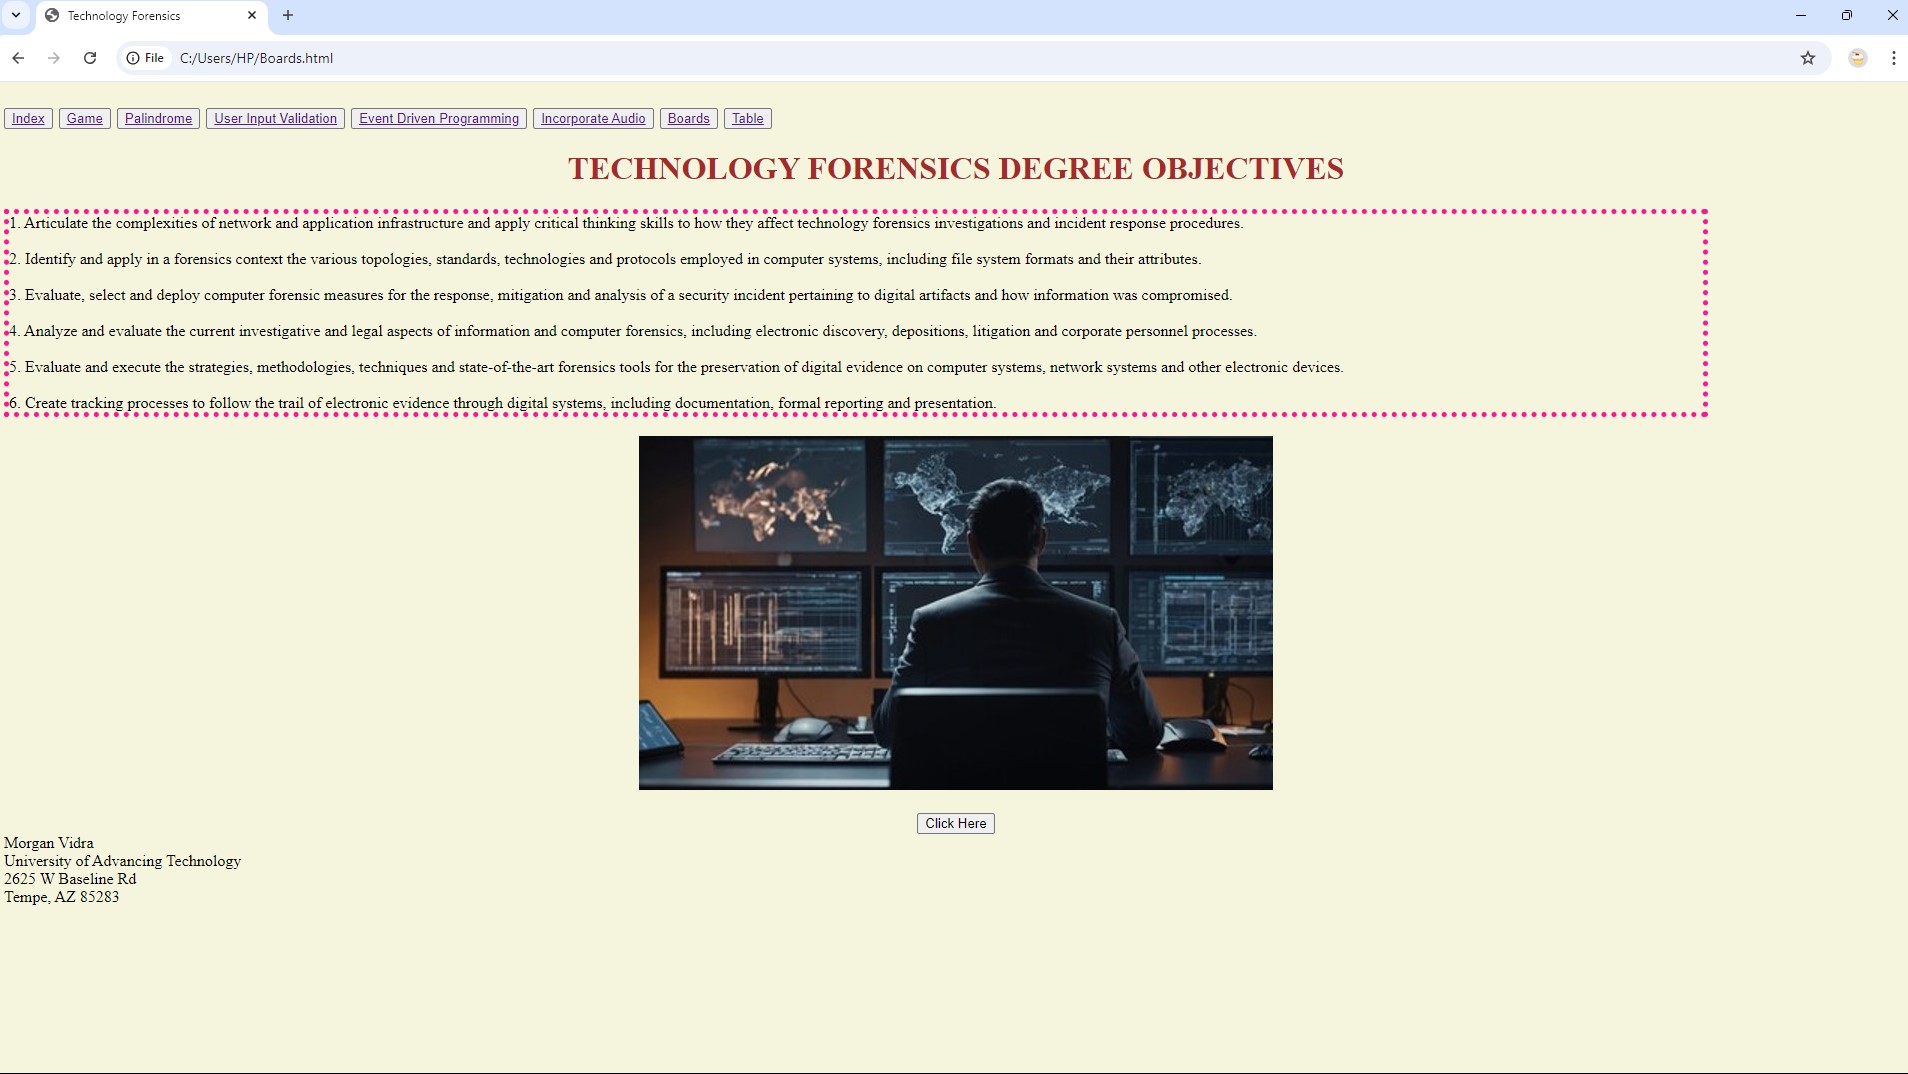 Technology Forensics
File C:/Users/HP/Boards.html
Index Game Palindrome User Input Validation Event Driven Programming Incorporate Audio Boards Table
TECHNOLOGY FORENSICS DEGREE OBJECTIVES
1. Articulate the complexities of network and application infrastructure and apply critical thinking skills to how they affect technology forensics investigations and incident response procedures.
2. Identify and apply in a forensics context the various topologies, standards, technologies and protocols employed in computer systems, including file system formats and their attributes.
3. Evaluate, select and deploy computer forensic measures for the response, mitigation and analysis of a security incident pertaining to digital artifacts and how information was compromised.
4. Analyze and evaluate the current investigative and legal aspects of information and computer forensics, including electronic discovery, depositions, litigation and corporate personnel processes.
5. Evaluate and execute the strategies, methodologies, techniques and state-of-the-art forensics tools for the preservation of digital evidence on computer systems, network systems and other electronic devices.
6. Create tracking processes to follow the trail of electronic evidence through digital systems, including documentation, formal reporting and presentation.
Click Here
Morgan Vidra
University of Advancing Technology
2625 W Baseline Rd
Tempe, AZ 85283